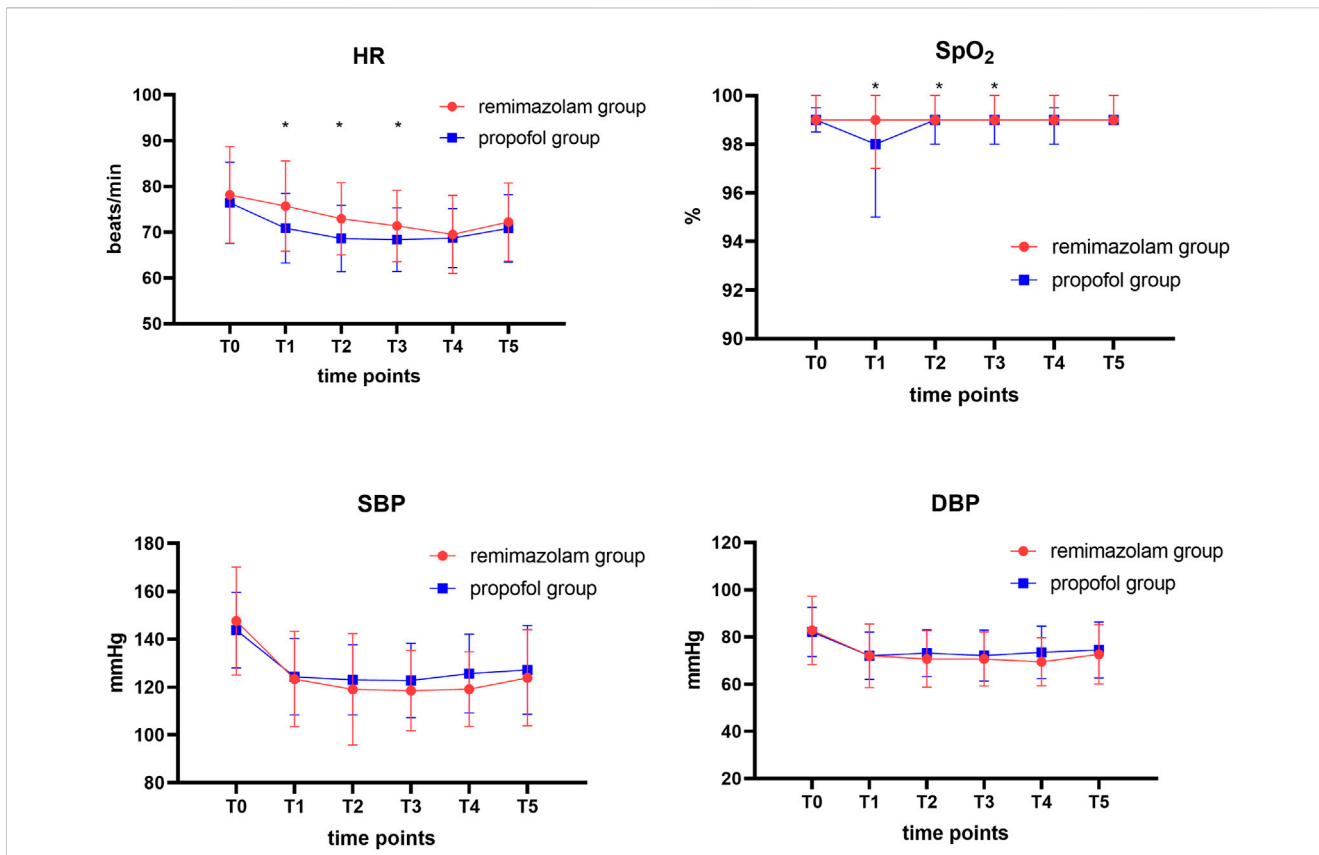 HR
100
90
80
70
60
50
beats/min
* * *
remimazolam group
propofol group
T0 T1 T2 T3 T4 T5
time points
SpO₂
100
98
96
94
92
90
%
* * *
remimazolam group
propofol group
T0 T1 T2 T3 T4 T5
time points
SBP
180
160
140
120
100
80
mmHg
remimazolam group
propofol group
T0 T1 T2 T3 T4 T5
time points
DBP
120
100
80
60
40
20
mmHg
remimazolam group
propofol group
T0 T1 T2 T3 T4 T5
time points